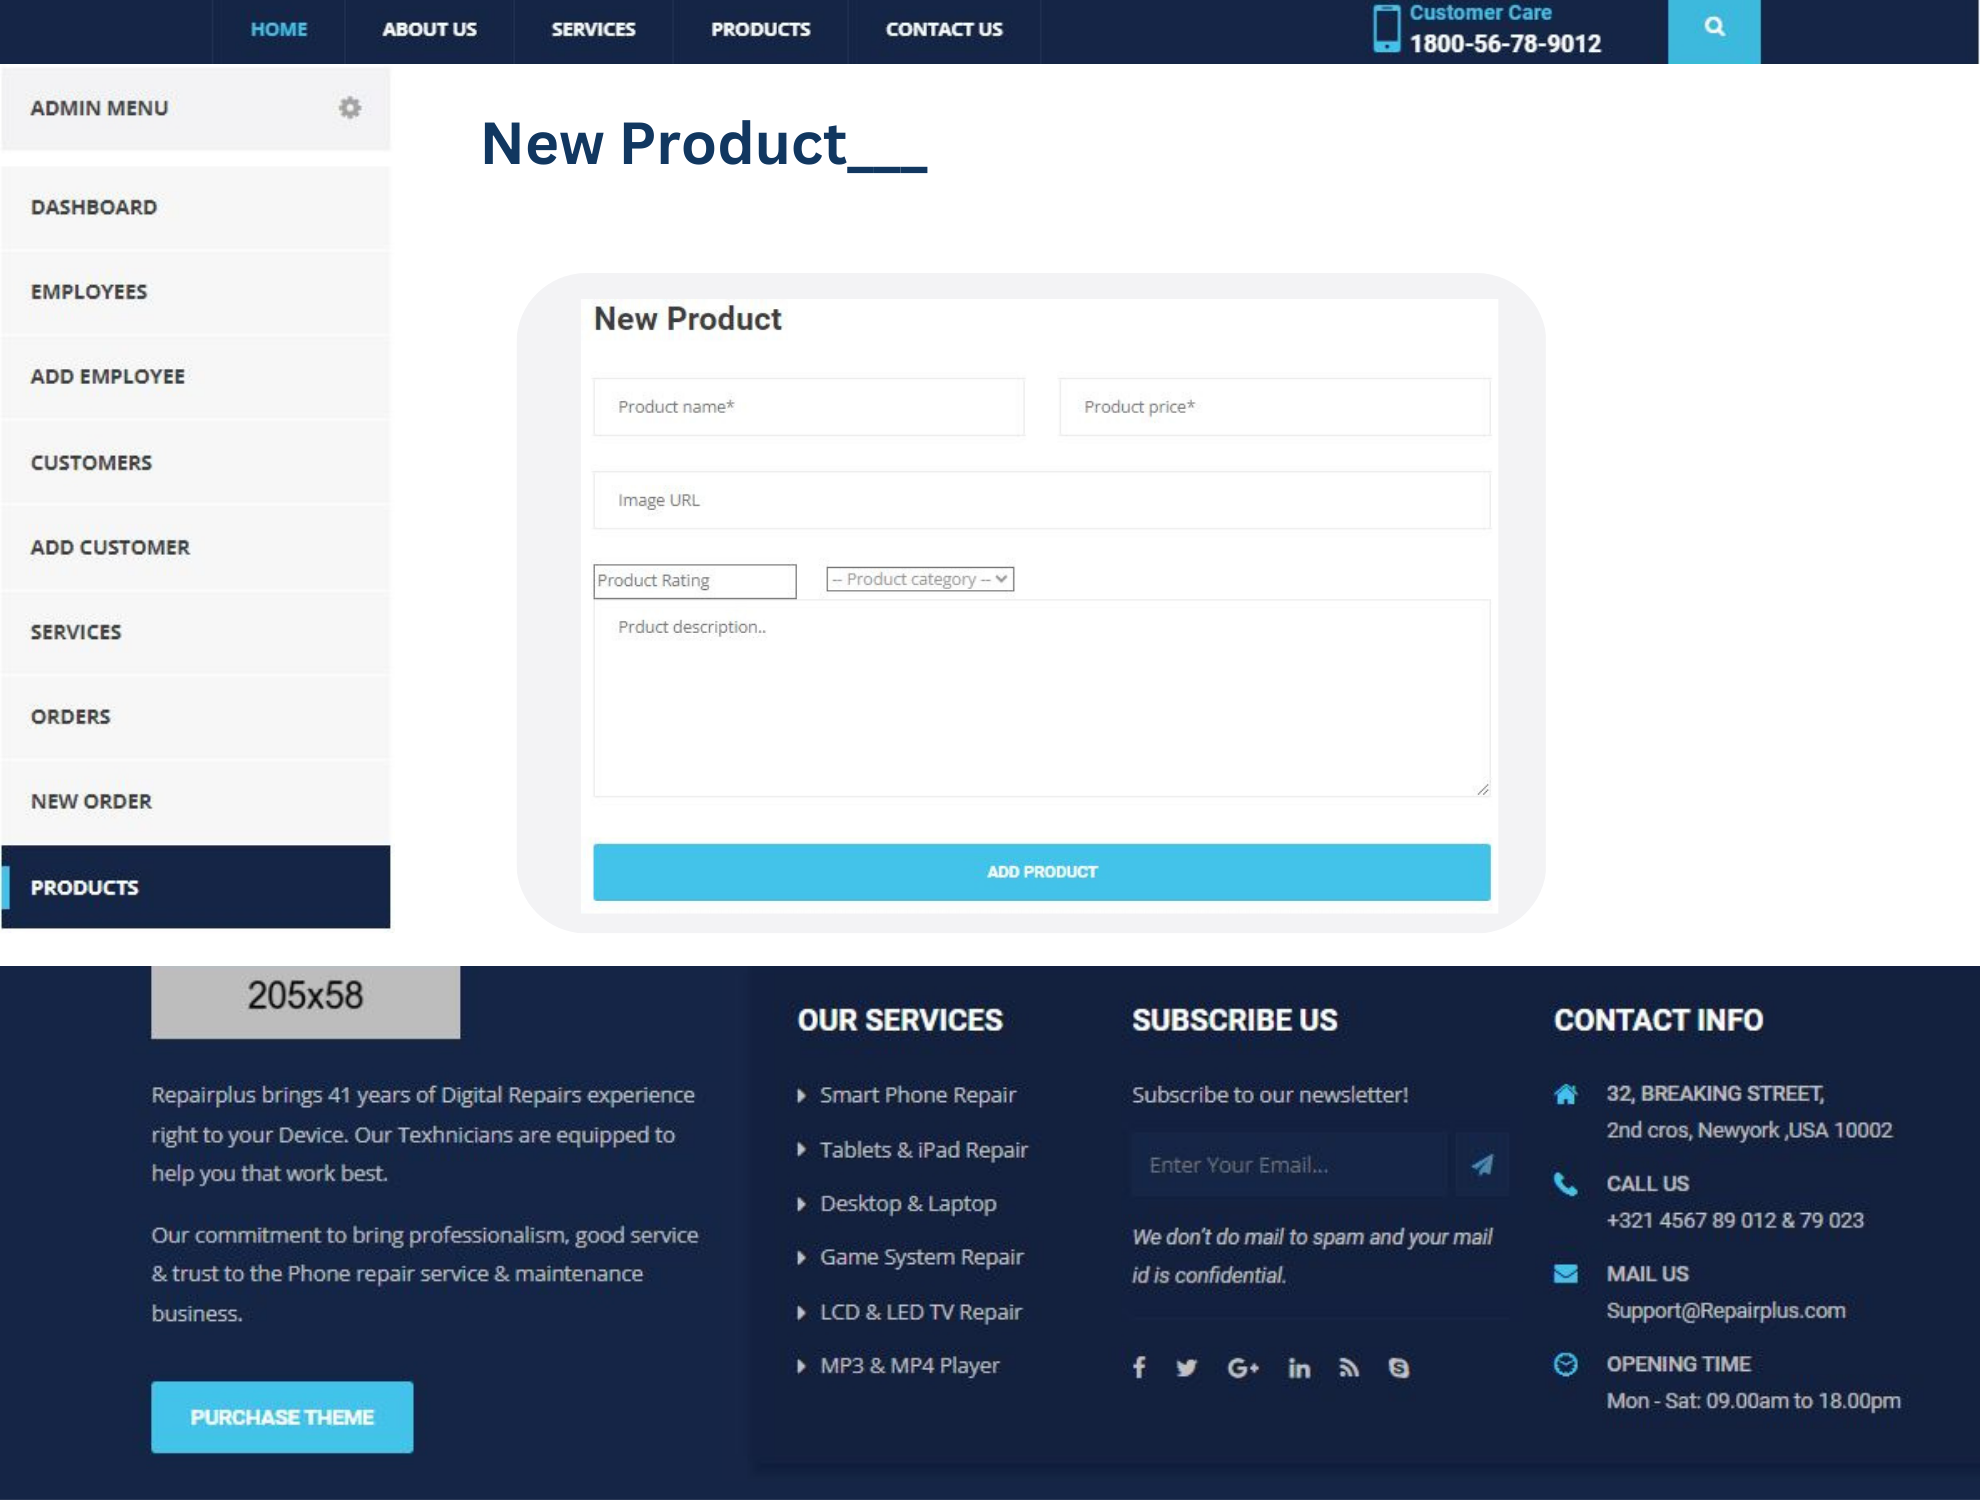 HOME ABOUT US SERVICES PRODUCTS CONTACT US
Customer Care
1800-56-78-9012
ADMIN MENU
DASHBOARD
EMPLOYEES
ADD EMPLOYEE
CUSTOMERS
ADD CUSTOMER
SERVICES
ORDERS
NEW ORDER
PRODUCTS
New Product___
New Product
Product name* Product price*
Image URL
Product Rating -- Product category --
Prduct description..
ADD PRODUCT
205x58
Repairplus brings 41 years of Digital Repairs experience
right to your Device. Our Texhnicians are equipped to
help you that work best.
Our commitment to bring professionalism, good service
& trust to the Phone repair service & maintenance
business.
PURCHASE THEME
OUR SERVICES
Smart Phone Repair
Tablets & iPad Repair
Desktop & Laptop
Game System Repair
LCD & LED TV Repair
MP3 & MP4 Player
SUBSCRIBE US
Subscribe to our newsletter!
Enter Your Email...
We don't do mail to spam and your mail
id is confidential.
CONTACT INFO
32, BREAKING STREET,
2nd cros, Newyork ,USA 10002
CALL US
+321 4567 89 012 & 79 023
MAIL US
Support@Repairplus.com
OPENING TIME
Mon - Sat: 09.00am to 18.00pm